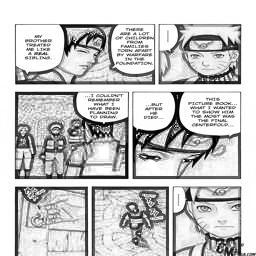 THERE ARE A
LOT OF
CHILDREN
FROM
FAMILIES
TORN APART
BY WARFARE
IN THE
FOUNDATION.
MY
BROTHER
TREATED ME
LIKE A
REAL
SIBLING.
THIS
PICTURE
BOOK... WHAT I
WANTED TO
SHOW HIM
THE MOST WAS
THE FINAL
CENTERFOLD.
BUT
AFTER
HE
DIED...
...I COULDN'T
REMEMBER
WHAT I
HAVE BEEN
PLANNING
TO DRAW.